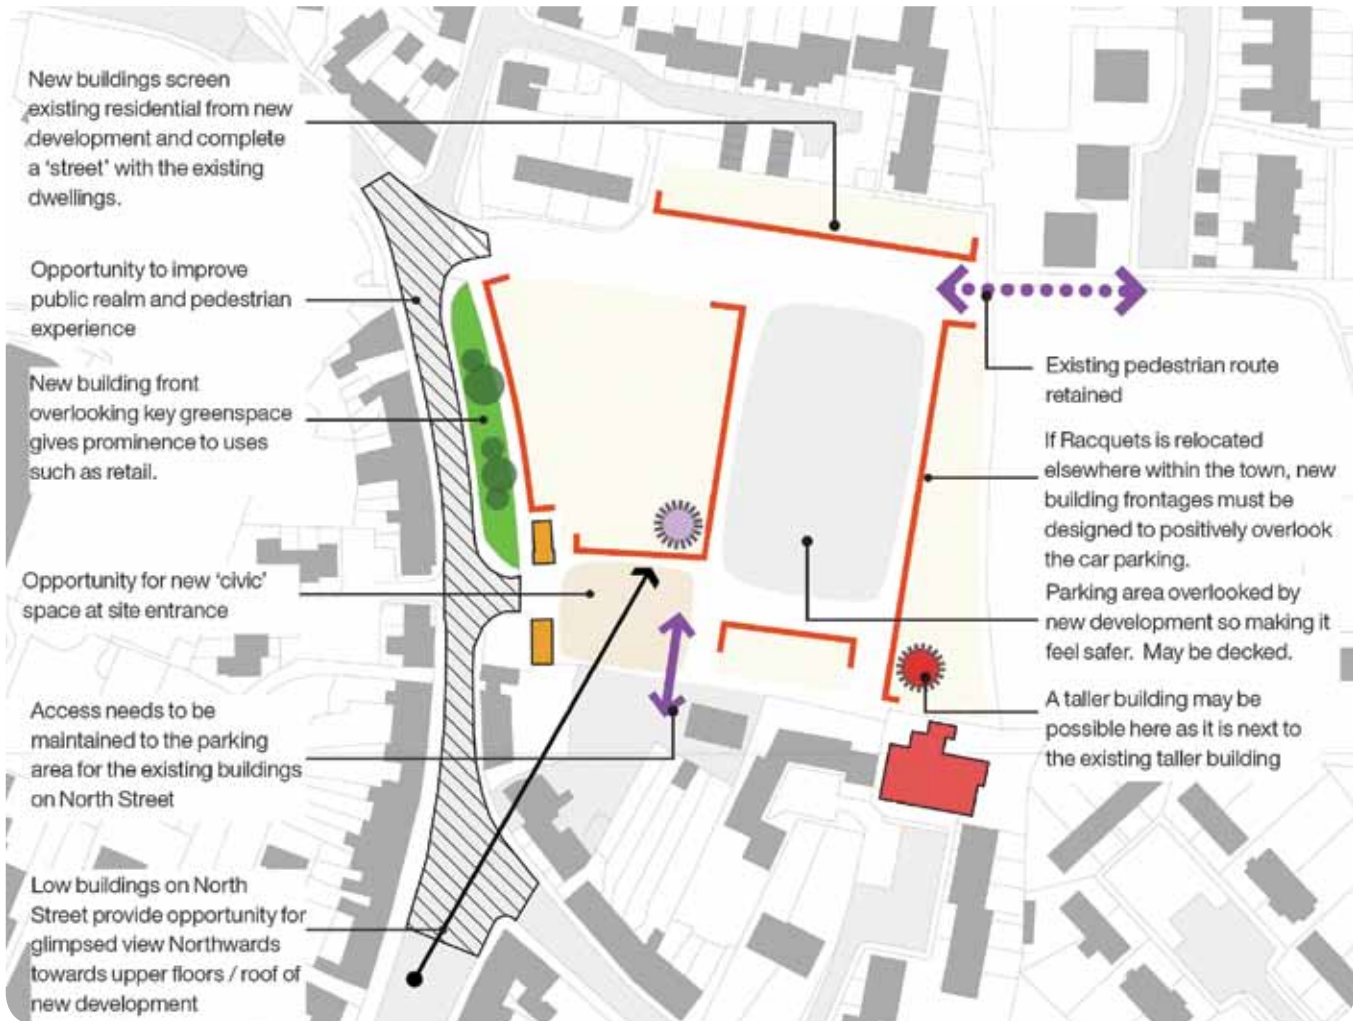 New buildings screen
existing residential from new
development and complete
a ‘street’ with the existing
dwellings.
Opportunity to improve
public realm and pedestrian
experience
New building front
overlooking key greenspace
gives prominence to uses
such as retail.
Opportunity for new ‘civic’
space at site entrance
Access needs to be
maintained to the parking
area for the existing buildings
on North Street
Low buildings on North
Street provide opportunity for
glimpsed view Northwards
towards upper floors / roof of
new development
Existing pedestrian route
retained
If Racquets is relocated
elsewhere within the town, new
building frontages must be
designed to positively overlook
the car parking.
Parking area overlooked by
new development so making it
feel safer. May be decked.
A taller building may be
possible here as it is next to
the existing taller building